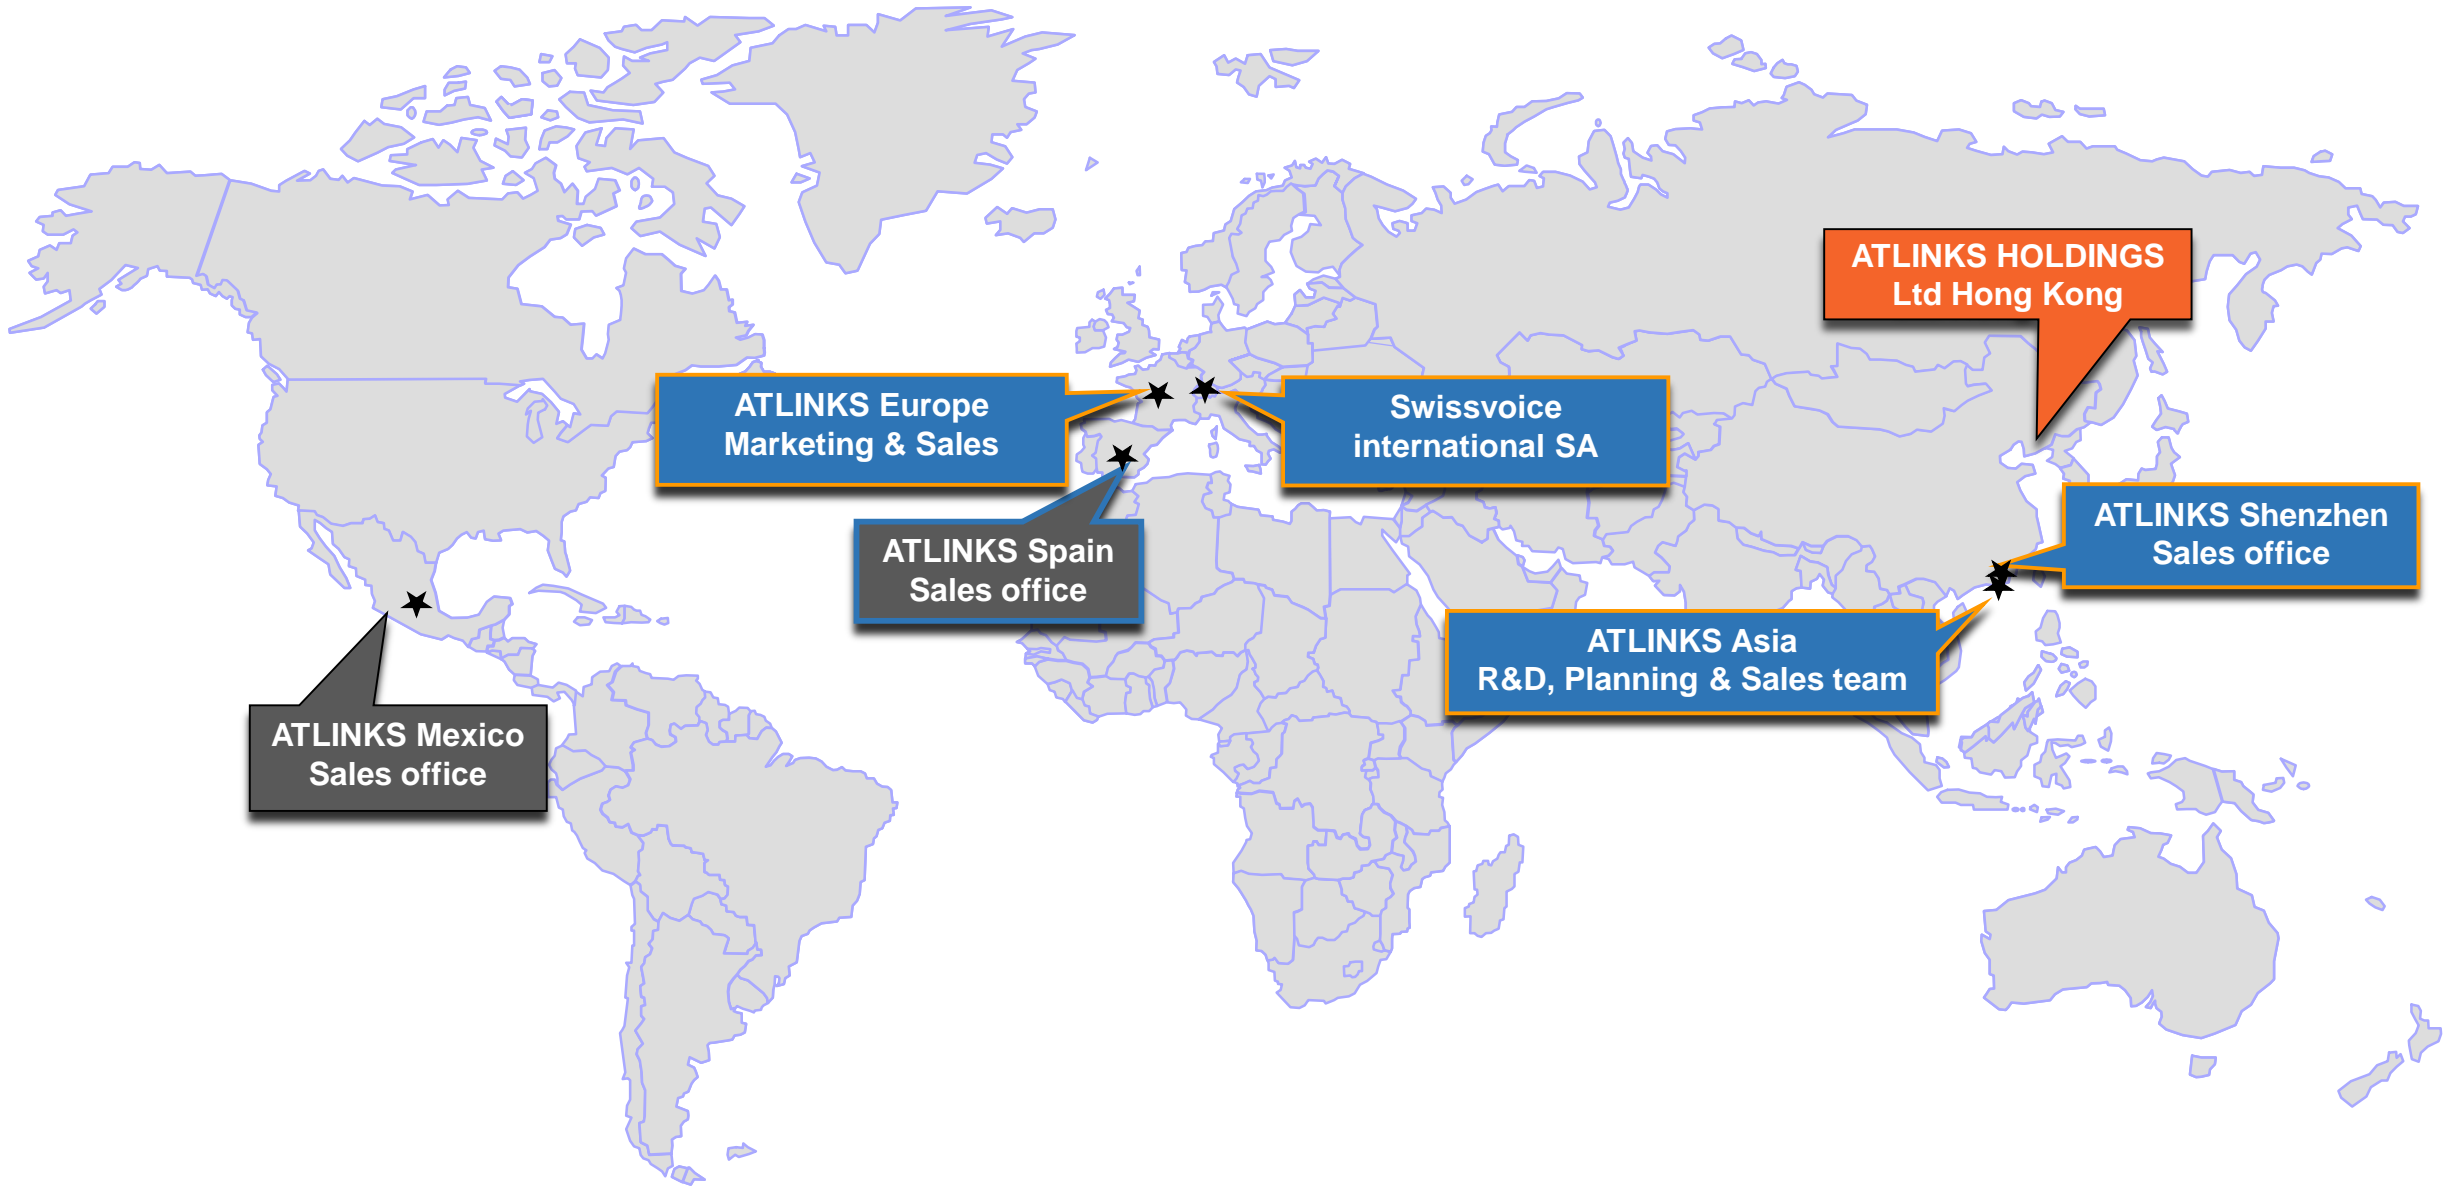 ATLINKS HOLDINGS
Ltd Hong Kong
ATLINKS Europe
Marketing & Sales
Swissvoice
international SA
ATLINKS Shenzhen
Sales office
ATLINKS Spain
Sales office
ATLINKS Asia
R&D, Planning & Sales team
ATLINKS Mexico
Sales office